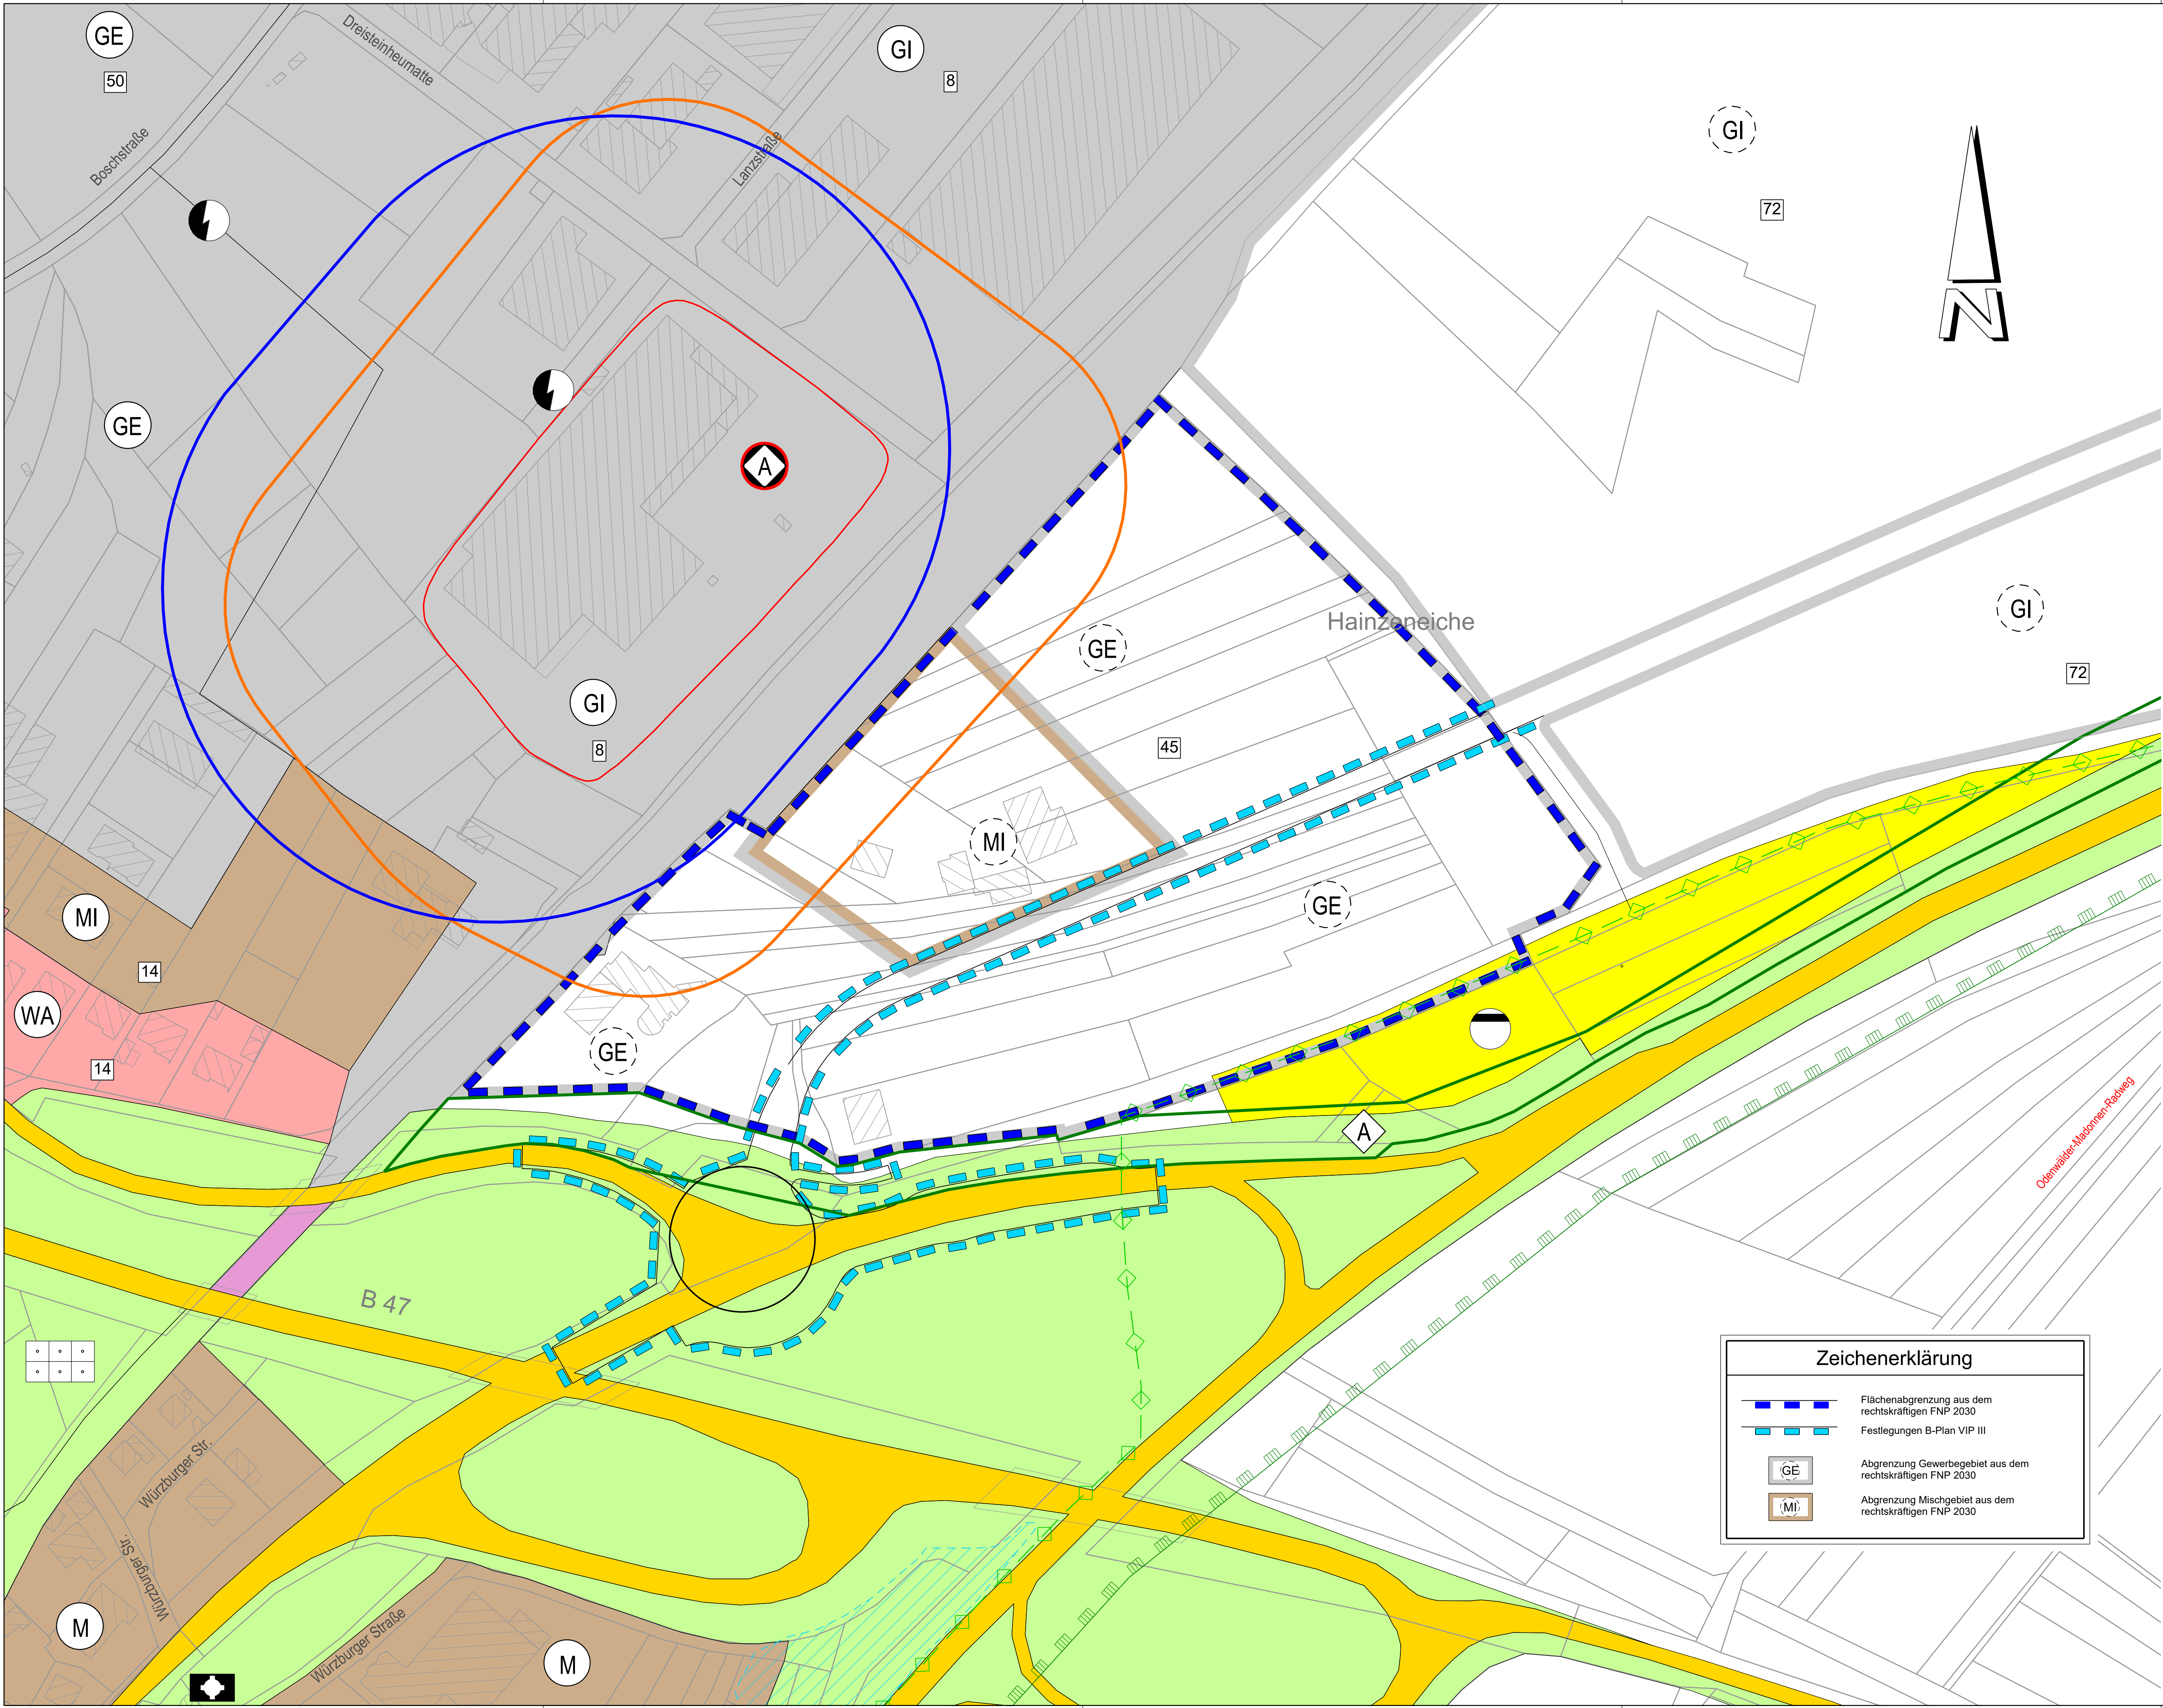 GE
50
Dreisteinheumatte
GI
8
Boschstraße
Lanzstraße
GI
72
N
GE
A
Hainzeneiche
GE
GI
72
GI
8
45
MI
GE
MI
14
WA
14
GE
A
B 47
Odenwälder-Madonnen-Radweg
Würzburger Str.
Würzburger Str.
Würzburger Straße
M
M
Zeichenerklärung
Flächenabgrenzung aus dem
rechtskräftigen FNP 2030
Festlegungen B-Plan VIP III
GE
Abgrenzung Gewerbegebiet aus dem
rechtskräftigen FNP 2030
MI
Abgrenzung Mischgebiet aus dem
rechtskräftigen FNP 2030